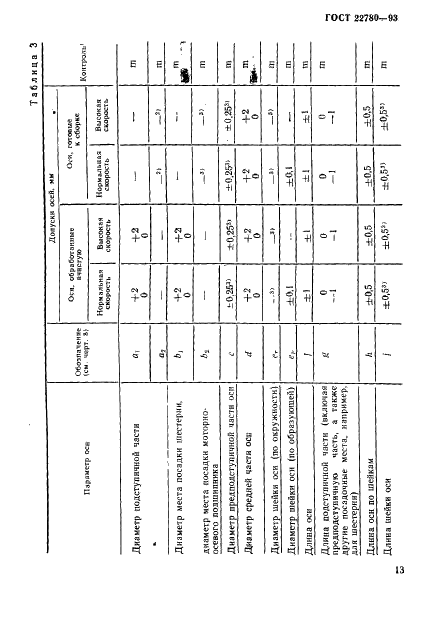 ГОСТ 22780—93
Таблица 3
Параметр оси
Обозначение
(см. черт. 8)
Допуски осей, мм
Контроль¹
Оси, обработанные
начистую
Оси, готовые
к сборке
Нормальная
скорость
Высокая
скорость
Нормальная
скорость
Высокая
скорость
Диаметр подступичной части a₁ +2 0 +2 0 — — m
a₂ — — —²⁾ —²⁾ m
Диаметр места посадки шестерни, b₁ +2 0 +2 0 — — m
диаметр места посадки моторно-
осевого подшипника b₂ — — —³⁾ —³⁾ m
Диаметр предподступичной части оси c ±0,25³⁾ ±0,25³⁾ ±0,25³⁾ ±0,25³⁾ m
Диаметр средней части оси d +2 0 +2 0 +2 0 +2 0 m
Диаметр шейки оси (по окружности) —³⁾ —³⁾ —³⁾ —³⁾ m
Диаметр шейки оси (по образующей) ±0,1 — ±0,1 — m
Длина оси f ±1 ±1 ±1 ±1 m
Длина подступичной части (включая g 0 —1 0 —1 0 —1 0 —1 m
предподступичную часть, а также
другие посадочные места, например,
для шестерни)
Длина оси по шейкам h ±0,5 ±0,5 ±0,5 ±0,5 m
Длина шейки оси i ±0,5³⁾ ±0,5³⁾ ±0,5³⁾ ±0,5³⁾ m
13